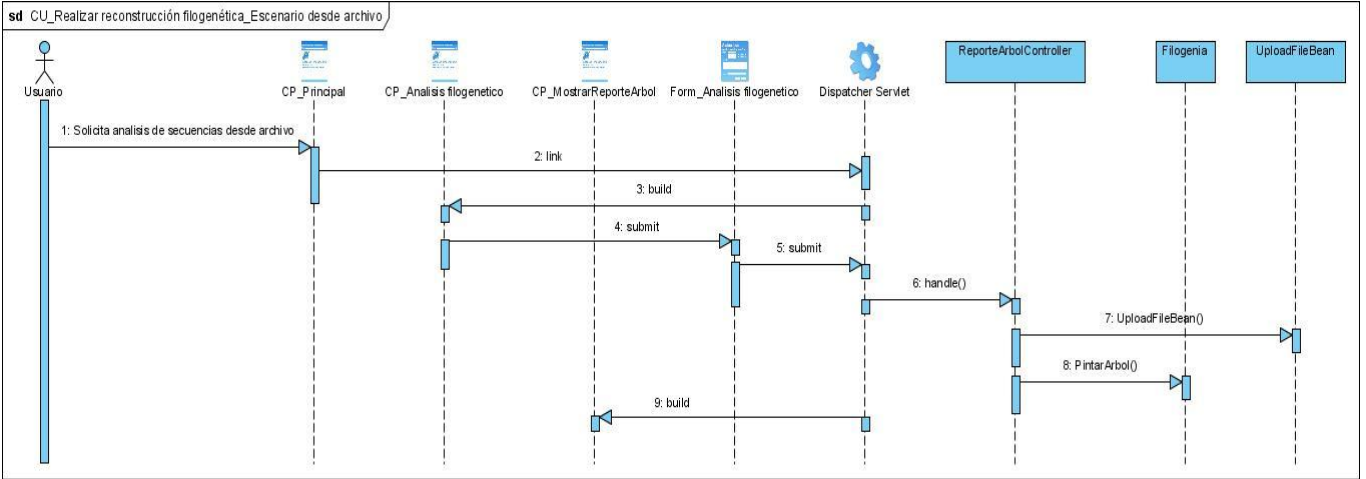 sd CU_Realizar reconstrucción filogenética_Escenario desde archivo
ReporteArbolController
Filogenia
UploadFileBean
Usuario
CP_Principal
CP_Analisis filogenetico
CP_MostrarReporteArbol
Form_Analisis filogenetico
Dispatcher Servlet
1: Solicita analisis de secuencias desde archivo
2: link
3: build
4: submit
5: submit
6: handle()
7: UploadFileBean()
8: PintarArbol()
9: build